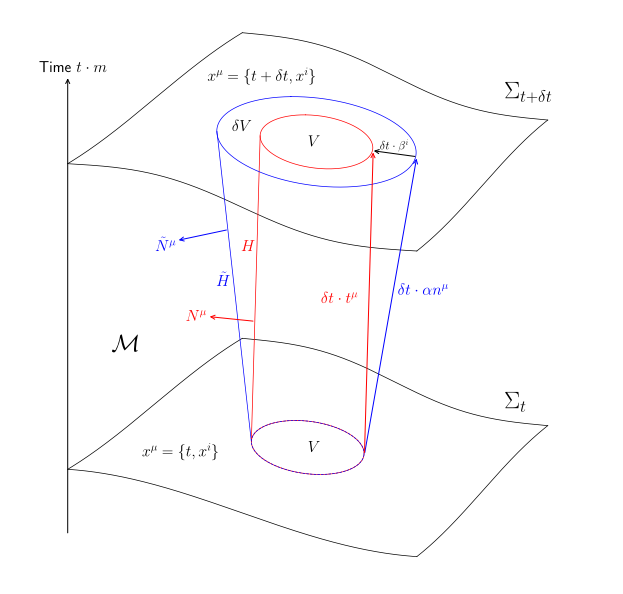 Time t · m
x^μ = {t + δt, x^i}
Σ_{t+δt}
δV
V
δt · β^i
Ñ^μ
H
H̃
δt · t^μ
δt · αn^μ
N^μ
ℳ
Σ_t
x^μ = {t, x^i}
V